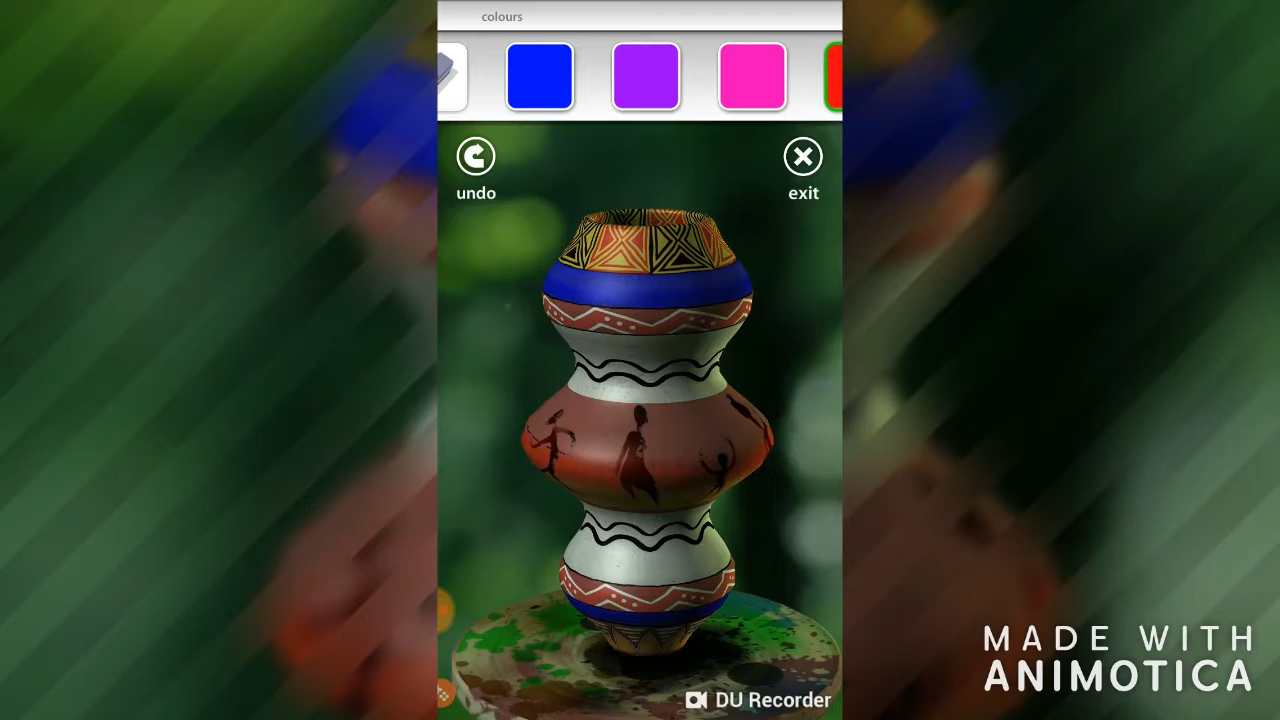 colours
undo
exit
MADE WITH
ANIMOTICA
DU Recorder